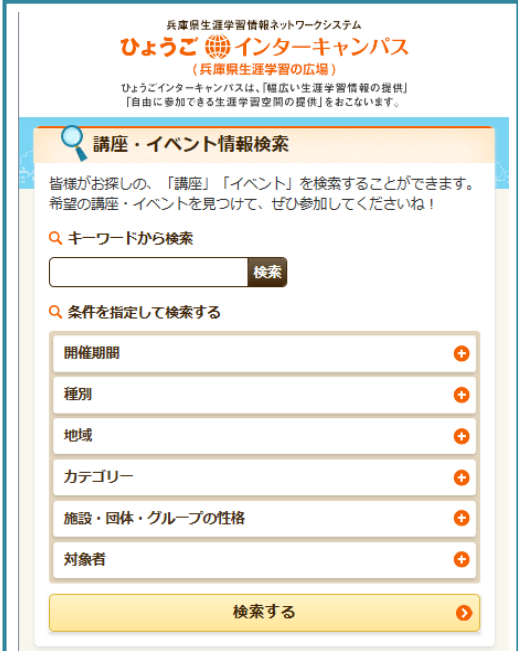 兵庫県生涯学習情報ネットワークシステム
ひょうご インターキャンパス
(兵庫県生涯学習の広場)
ひょうごインターキャンパスは、「幅広い生涯学習情報の提供」
「自由に参加できる生涯学習空間の提供」をおこないます。
講座・イベント情報検索
皆様がお探しの、「講座」「イベント」を検索することができます。
希望の講座・イベントを見つけて、ぜひ参加してくださいね！
キーワードから検索
検索
条件を指定して検索する
開催期間
種別
地域
カテゴリー
施設・団体・グループの性格
対象者
検索する